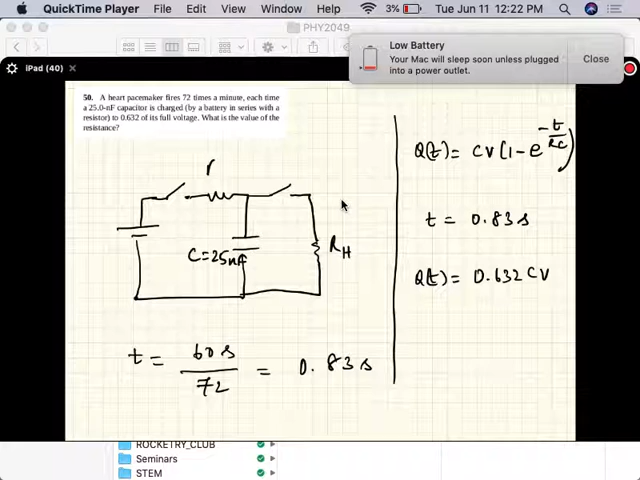 QuickTime Player File Edit View Window Help 3% Tue Jun 11 12:22 PM
PHY2049
Low Battery
Your Mac will sleep soon unless plugged
into a power outlet.
Close
iPad (40)
50. A heart pacemaker fires 72 times a minute, each time
a 25.0-nF capacitor is charged (by a battery in series with a
resistor) to 0.632 of its full voltage. What is the value of the
resistance?
r
C=25nF
R_H
t = 60s/72 = 0.83s
Q(t) = CV(1-e^{-t/RC})
t = 0.83s
Q(t) = 0.632 CV
ROCKETRY_CLUB
Seminars
STEM